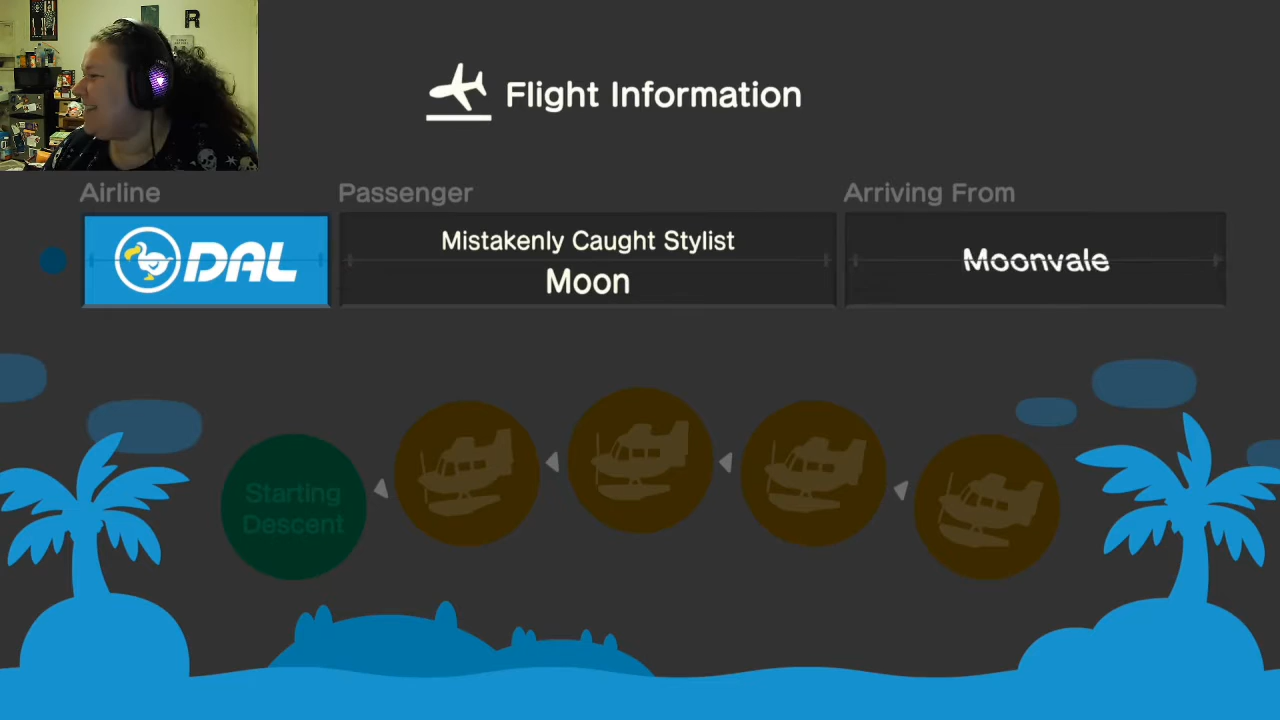 R
Flight Information
Airline
Passenger
Arriving From
DAL
Mistakenly Caught Stylist
Moon
Moonvale
Starting
Descent